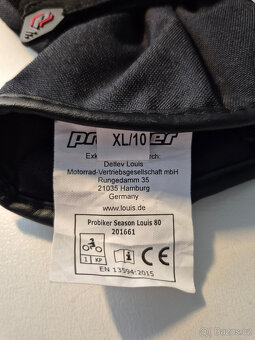 XL/10
Detlev Louis
Motorrad-Vertriebsgesellschaft mbH
Rungedamm 35
21035 Hamburg
Germany
www.louis.de
Probiker Season Louis 80
201661
1 KP
CE
EN 13594:2015